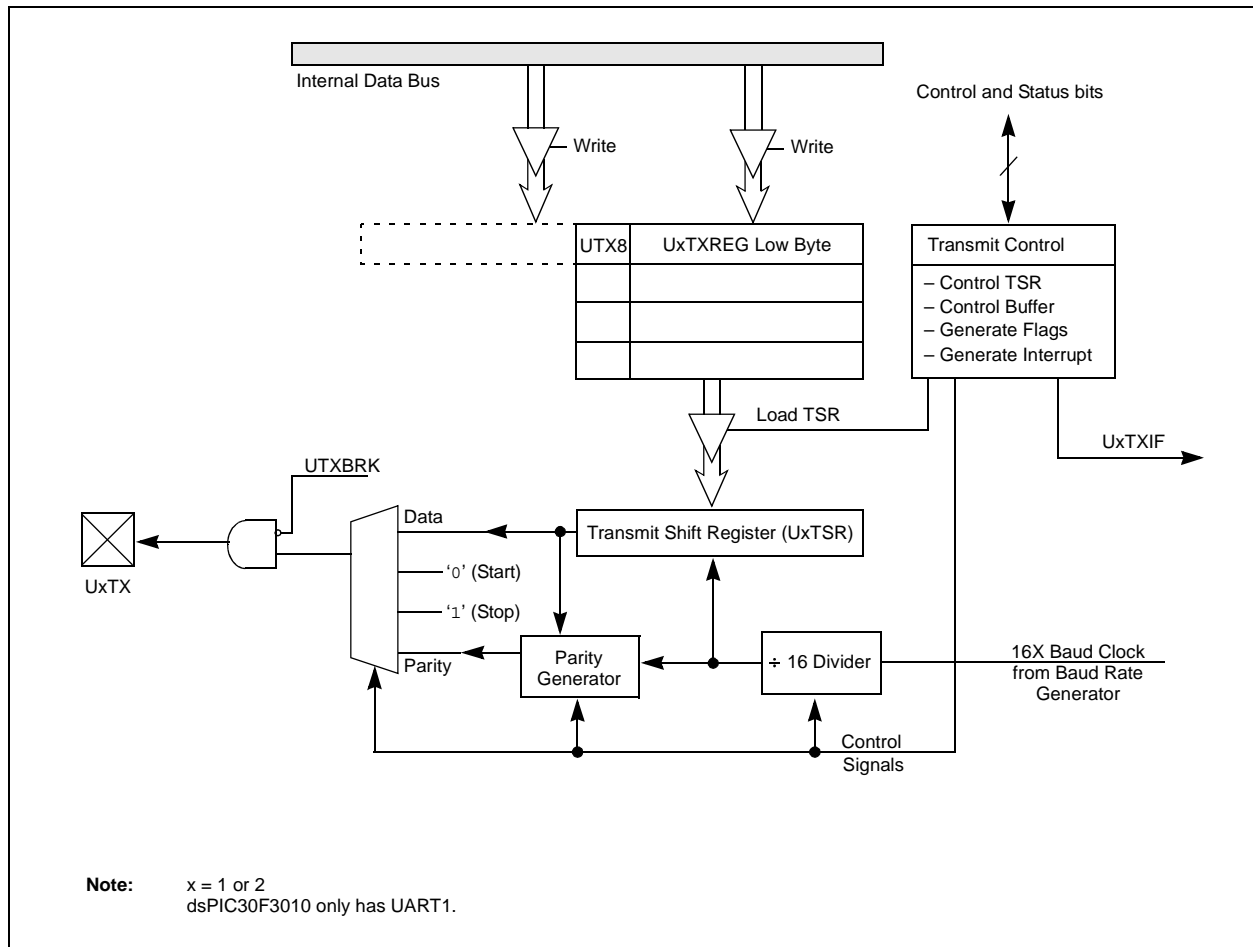 Internal Data Bus
Control and Status bits
Write
Write
UTX8
UxTXREG Low Byte
Transmit Control
– Control TSR
– Control Buffer
– Generate Flags
– Generate Interrupt
Load TSR
UxTXIF
UTXBRK
Data
Transmit Shift Register (UxTSR)
UxTX
‘0’ (Start)
‘1’ (Stop)
Parity
Parity
Generator
÷ 16 Divider
16X Baud Clock
from Baud Rate
Generator
Control
Signals
Note: x = 1 or 2
dsPIC30F3010 only has UART1.